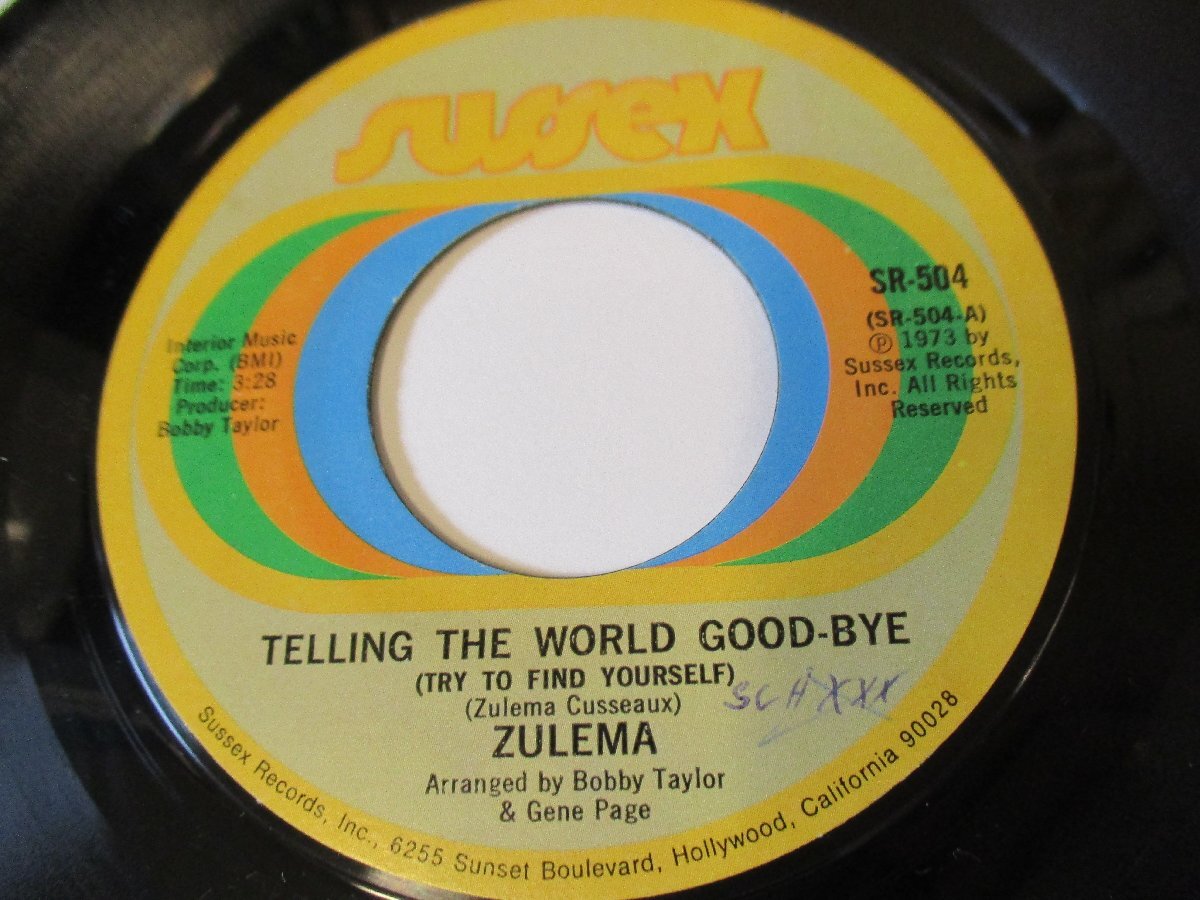 sussex
SR-504
(SR-504-A)
Ⓟ 1973 by
Sussex Records,
Inc. All Rights
Reserved
Interior Music
Corp. (BMI)
Time: 3:28
Producer:
Bobby Taylor
TELLING THE WORLD GOOD-BYE
(TRY TO FIND YOURSELF)
(Zulema Cusseaux)
ZULEMA
Arranged by Bobby Taylor
& Gene Page
Sussex Records, Inc., 6255 Sunset Boulevard, Hollywood, California 90028